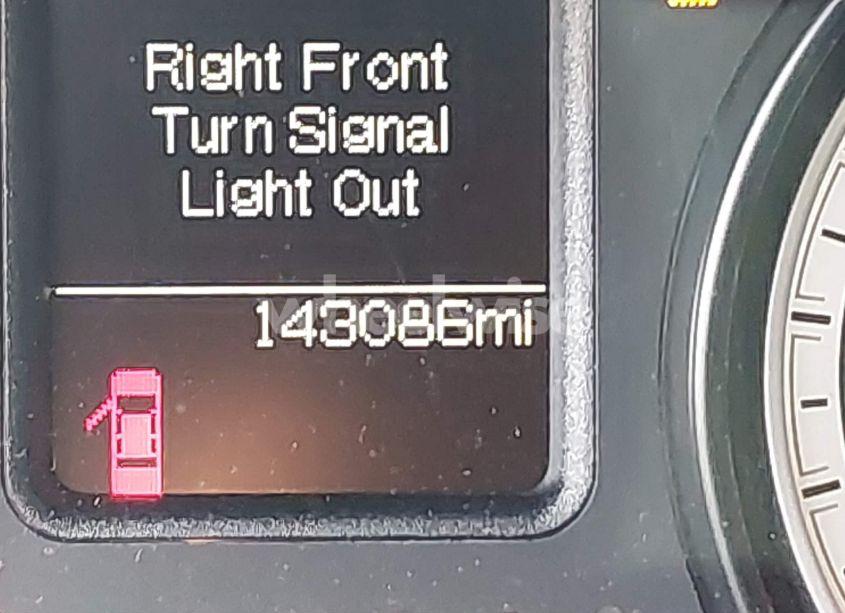 Right Front
Turn Signal
Light Out
143086mi